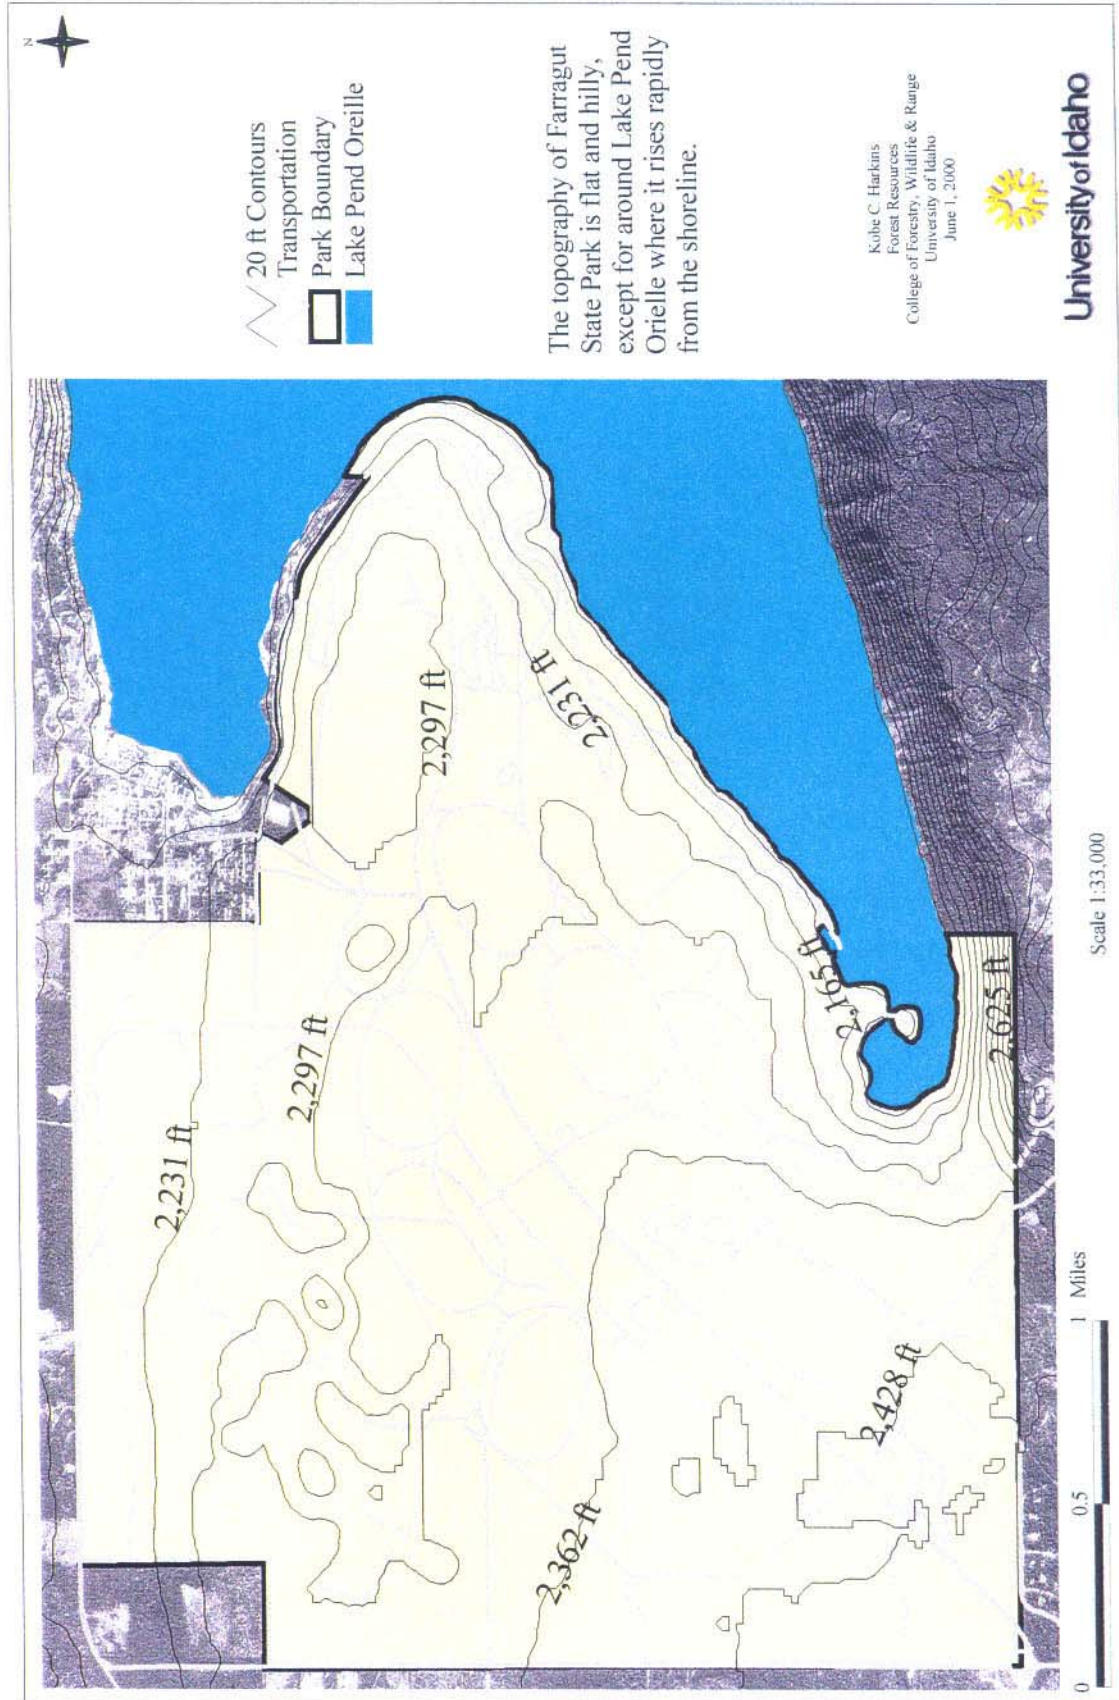 N
20 ft Contours
Transportation
Park Boundary
Lake Pend Oreille
The topography of Farragut
State Park is flat and hilly,
except for around Lake Pend
Orielle where it rises rapidly
from the shoreline.
Kobe C. Harkins
Forest Resources
College of Forestry, Wildlife & Range
University of Idaho
June 1, 2000
University of Idaho
2,231 ft
2,297 ft
2,297 ft
2,231 ft
2,165 ft
2,625 ft
2,362 ft
2,428 ft
0 0.5 1 Miles
Scale 1:33,000